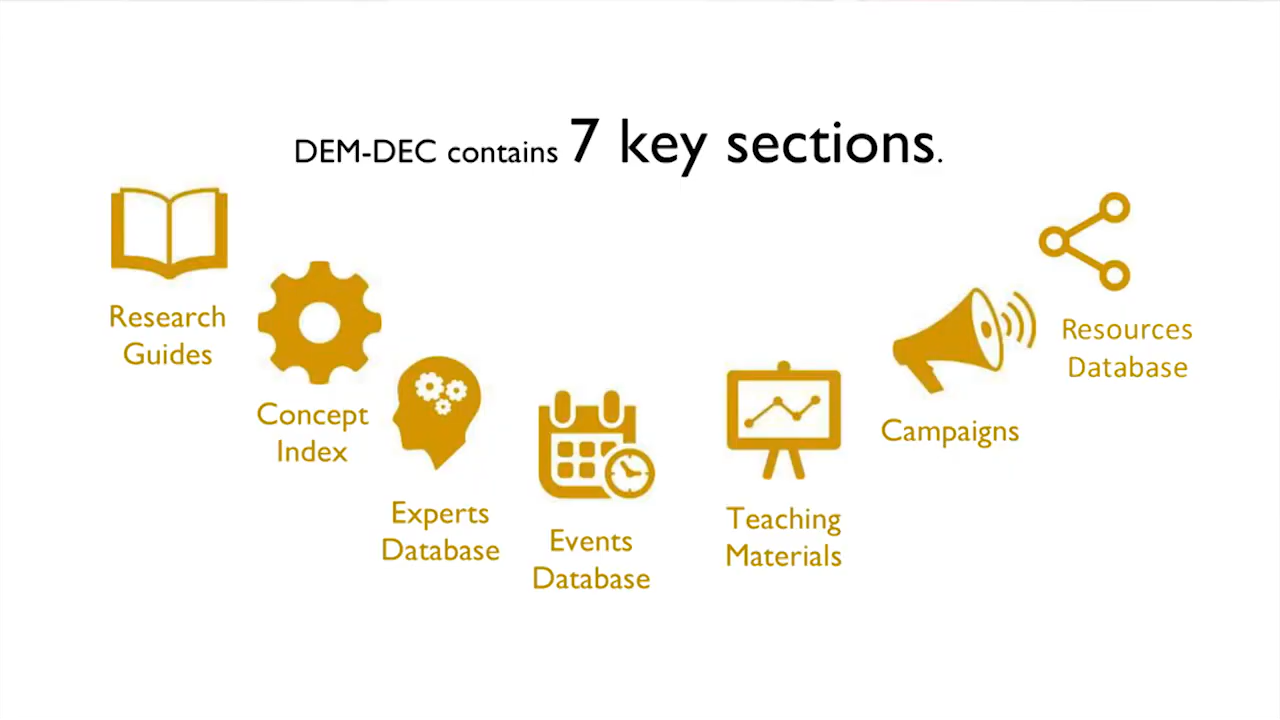 DEM-DEC contains 7 key sections.
Research
Guides
Concept
Index
Experts
Database
Events
Database
Teaching
Materials
Campaigns
Resources
Database